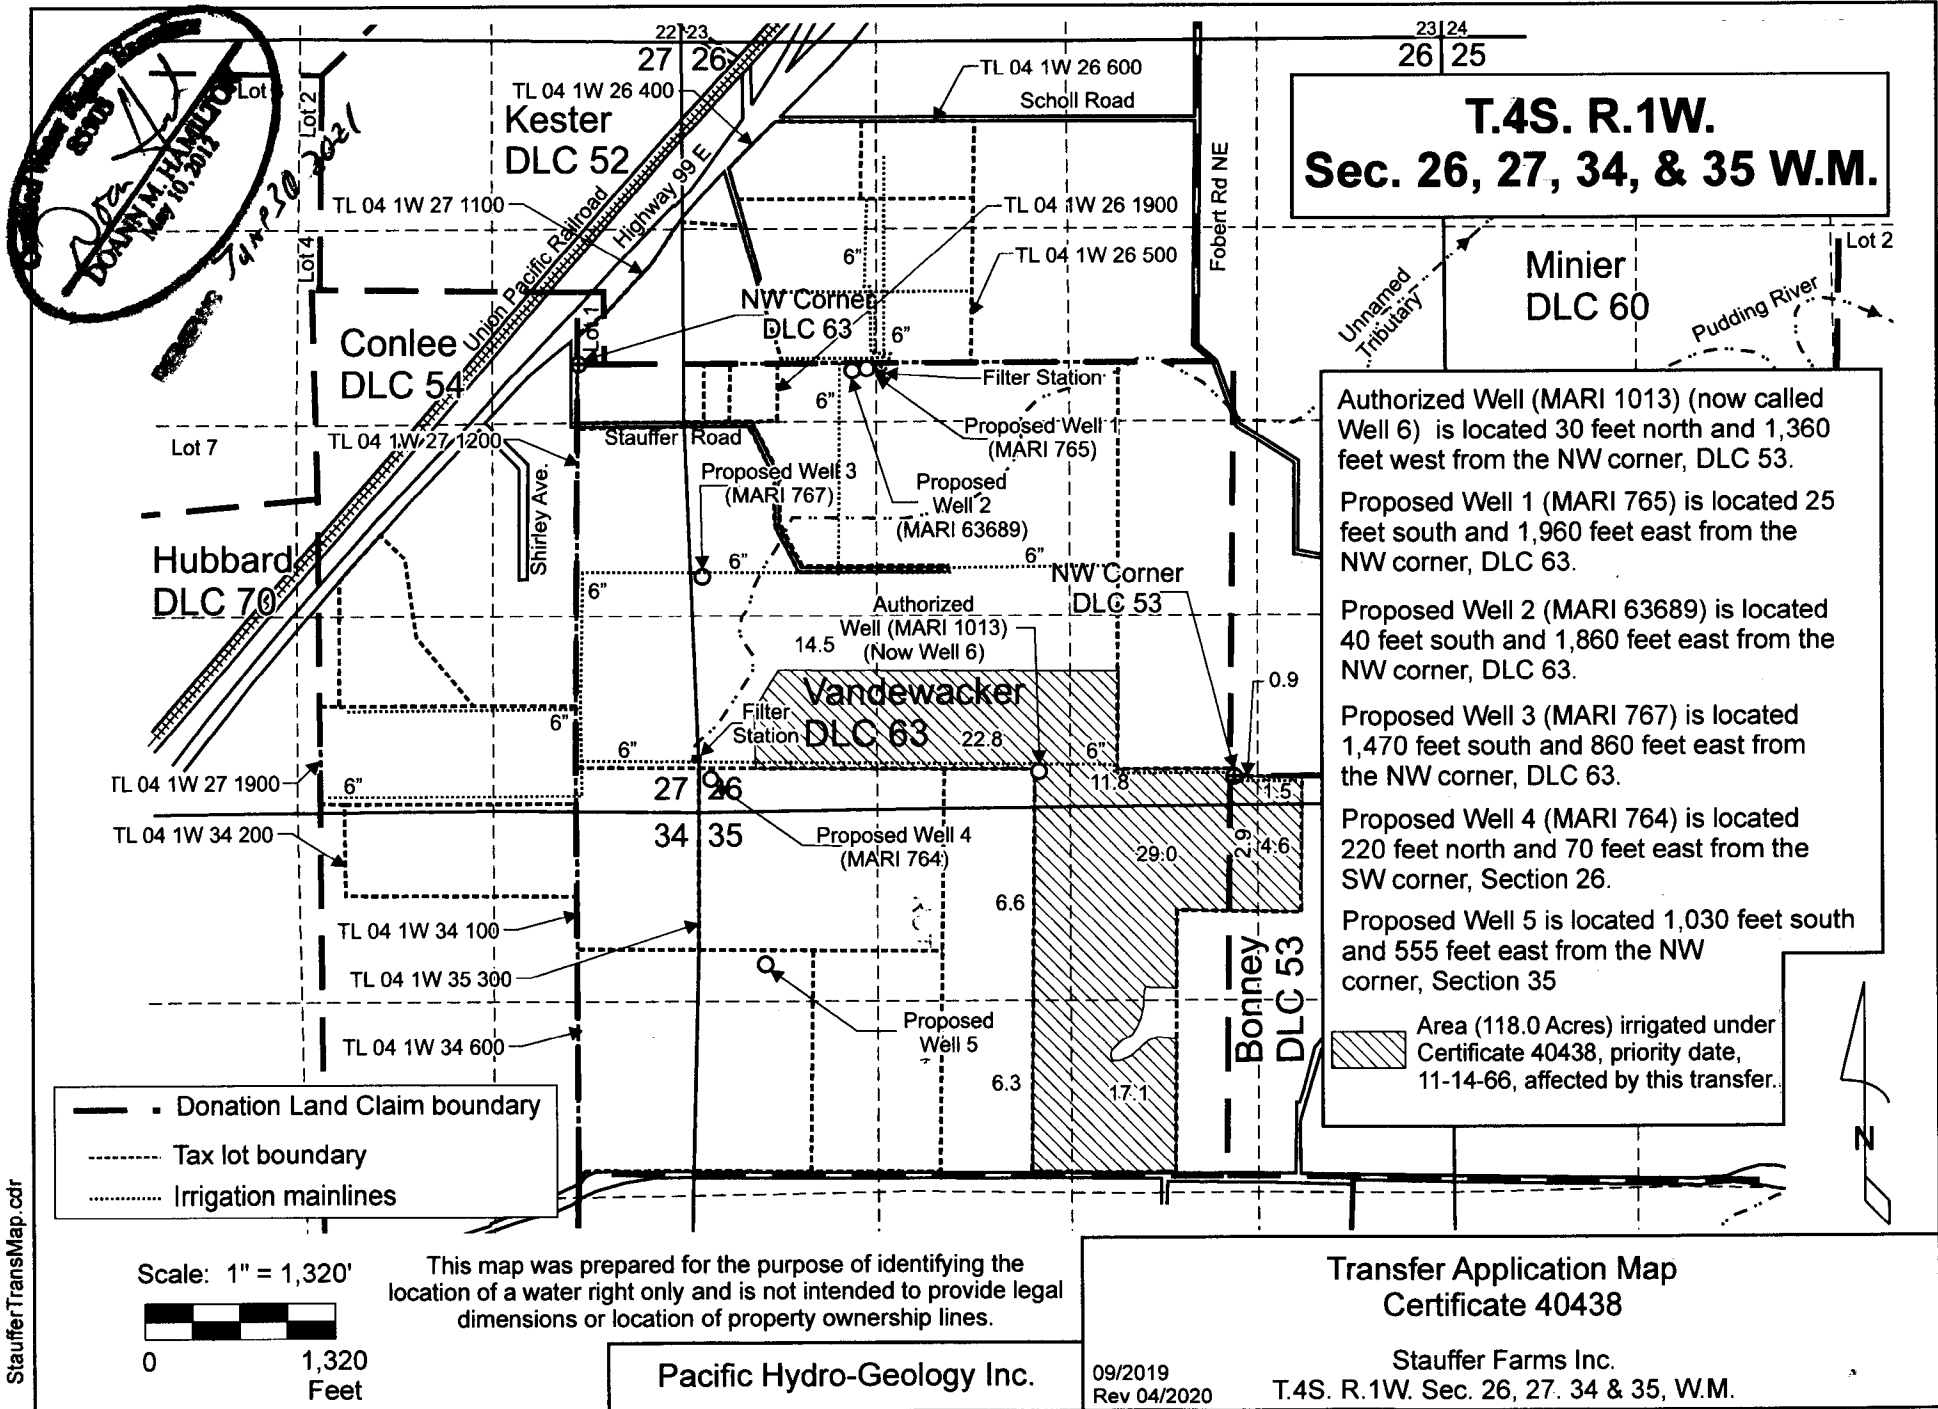 22 23
27 26
23 24
26 25
T.4S. R.1W.
Sec. 26, 27, 34, & 35 W.M.
DOANN M. HAMILTON
May 10, 2012
Lot
Lot 2
Lot 4
Kester
DLC 52
TL 04 1W 26 400
TL 04 1W 26 600
Scholl Road
Fobert Rd NE
TL 04 1W 27 1100
Union Pacific Railroad
Highway 99 E
TL 04 1W 26 1900
TL 04 1W 26 500
6"
6"
Unnamed
Tributary
Minier
DLC 60
Pudding River
Lot 2
NW Corner
DLC 63
Lot 1
Conlee
DLC 54
Filter Station
6"
Lot 7
TL 04 1W 27 1200
Stauffer Road
Shirley Ave.
Proposed Well 1
(MARI 765)
Proposed Well 3
(MARI 767)
Proposed
Well 2
(MARI 63689)
Hubbard
DLC 70
6"
6"
6"
NW Corner
DLC 53
Authorized
Well (MARI 1013)
(Now Well 6)
14.5
0.9
Vandewacker
DLC 63
22.8
Filter
Station
6"
6"
6"
11.8
1.5
TL 04 1W 27 1900
6"
27 26
34 35
TL 04 1W 34 200
Proposed Well 4
(MARI 764)
29.0
2.9
4.6
6.6
TL 04 1W 34 100
TL 04 1W 35 300
Bonney
DLC 53
Proposed
Well 5
TL 04 1W 34 600
6.3
17.1
Authorized Well (MARI 1013) (now called
Well 6) is located 30 feet north and 1,360
feet west from the NW corner, DLC 53.
Proposed Well 1 (MARI 765) is located 25
feet south and 1,960 feet east from the
NW corner, DLC 63.
Proposed Well 2 (MARI 63689) is located
40 feet south and 1,860 feet east from the
NW corner, DLC 63.
Proposed Well 3 (MARI 767) is located
1,470 feet south and 860 feet east from
the NW corner, DLC 63.
Proposed Well 4 (MARI 764) is located
220 feet north and 70 feet east from the
SW corner, Section 26.
Proposed Well 5 is located 1,030 feet south
and 555 feet east from the NW
corner, Section 35
Area (118.0 Acres) irrigated under
Certificate 40438, priority date,
11-14-66, affected by this transfer.
N
Donation Land Claim boundary
Tax lot boundary
Irrigation mainlines
StaufferTransMap.cdr
Scale: 1" = 1,320'
0 1,320
Feet
This map was prepared for the purpose of identifying the
location of a water right only and is not intended to provide legal
dimensions or location of property ownership lines.
Pacific Hydro-Geology Inc.
Transfer Application Map
Certificate 40438
Stauffer Farms Inc.
T.4S. R.1W. Sec. 26, 27. 34 & 35, W.M.
09/2019
Rev 04/2020